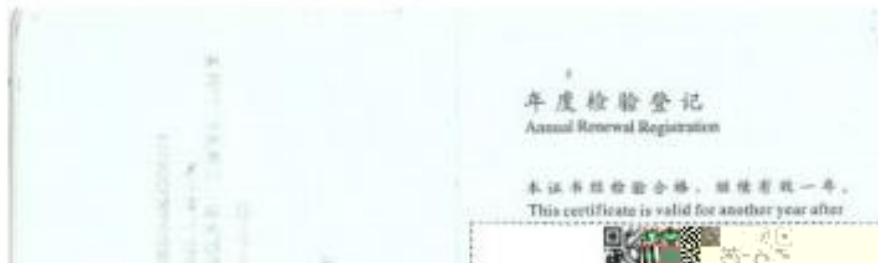 年度检验登记
Annual Renewal Registration
本证书经检验合格，继续有效一年。
This certificate is valid for another year after